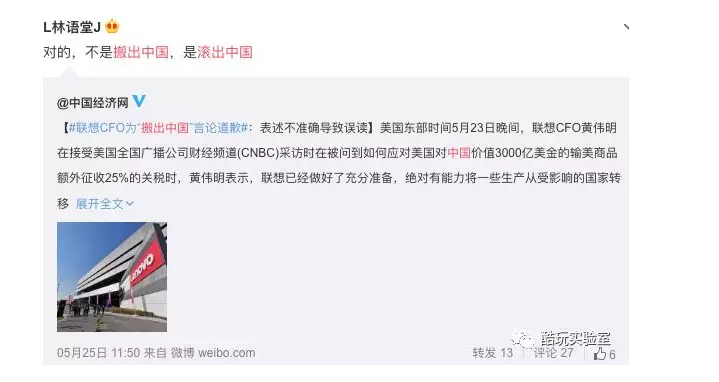 L林语堂J
对的，不是搬出中国，是滚出中国
@中国经济网
【#联想CFO为“搬出中国”言论道歉#：表述不准确导致误读】美国东部时间5月23日晚间，联想CFO黄伟明
在接受美国全国广播公司财经频道(CNBC)采访时在被问到如何应对美国对中国价值3000亿美金的输美商品
额外征收25%的关税时，黄伟明表示，联想已经做好了充分准备，绝对有能力将一些生产从受影响的国家转
移 展开全文
Lenovo
05月25日 11:50 来自 微博 weibo.com
转发 13 评论 27 6
酷玩实验室